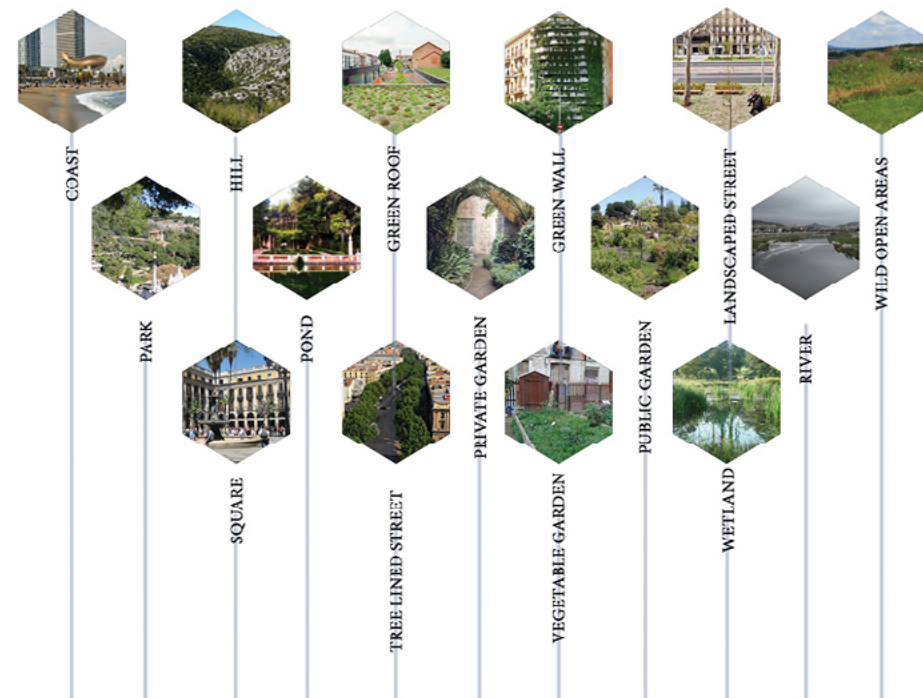 COAST
HILL
GREEN ROOF
GREEN WALL
LANDSCAPED STREET
WILD OPEN AREAS
PARK
POND
PRIVATE GARDEN
PUBLIC GARDEN
RIVER
SQUARE
TREE LINED STREET
VEGETABLE GARDEN
WETLAND